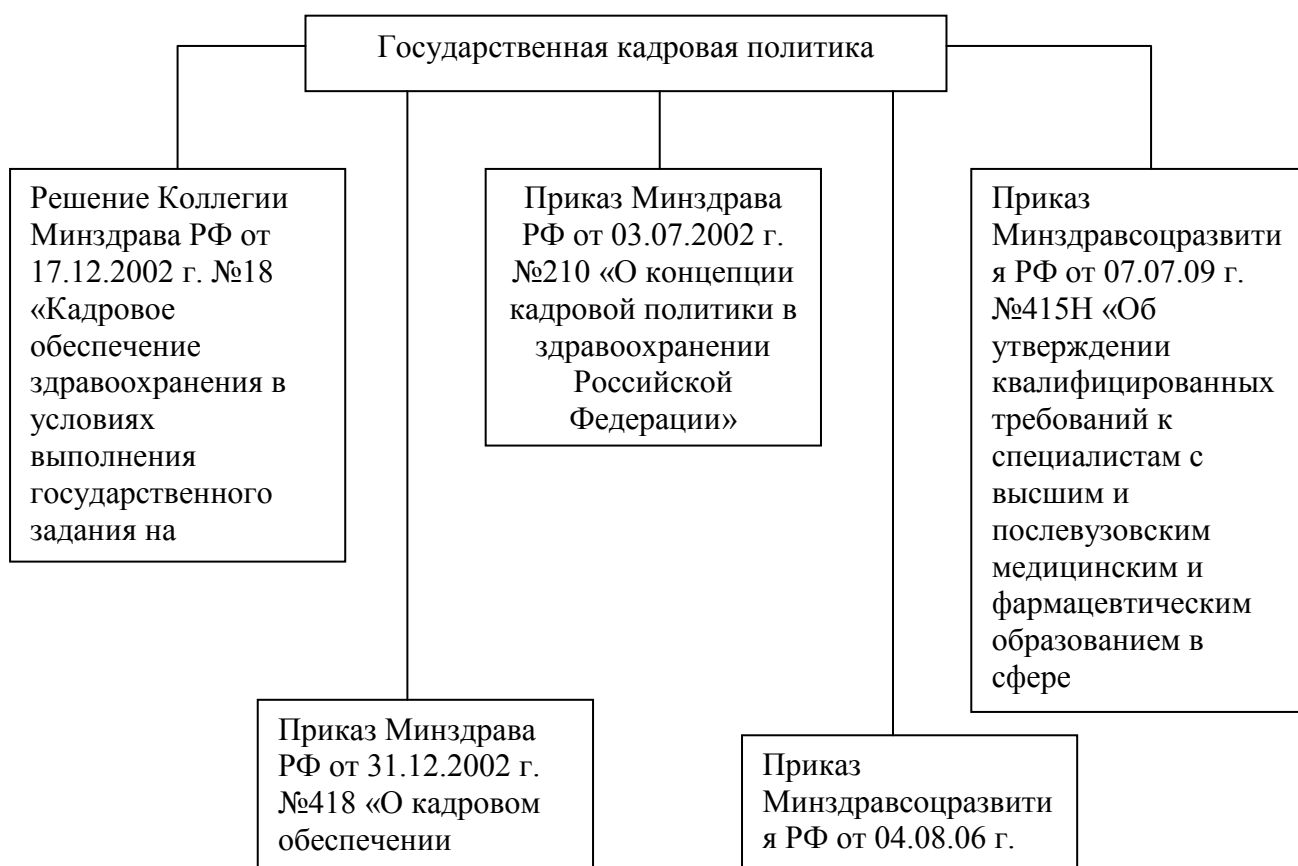 Государственная кадровая политика
Решение Коллегии
Минздрава РФ от
17.12.2002 г. №18
«Кадровое
обеспечение
здравоохранения в
условиях
выполнения
государственного
задания на
Приказ Минздрава
РФ от 03.07.2002 г.
№210 «О концепции
кадровой политики в
здравоохранении
Российской
Федерации»
Приказ
Минздравсоцразвити
я РФ от 07.07.09 г.
№415Н «Об
утверждении
квалифицированных
требований к
специалистам с
высшим и
послевузовским
медицинским и
фармацевтическим
образованием в
сфере
Приказ Минздрава
РФ от 31.12.2002 г.
№418 «О кадровом
обеспечении
Приказ
Минздравсоцразвити
я РФ от 04.08.06 г.